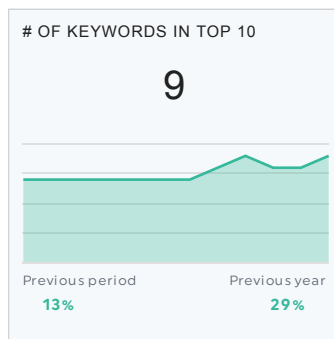 # OF KEYWORDS IN TOP 10
9
Previous period Previous year
13% 29%